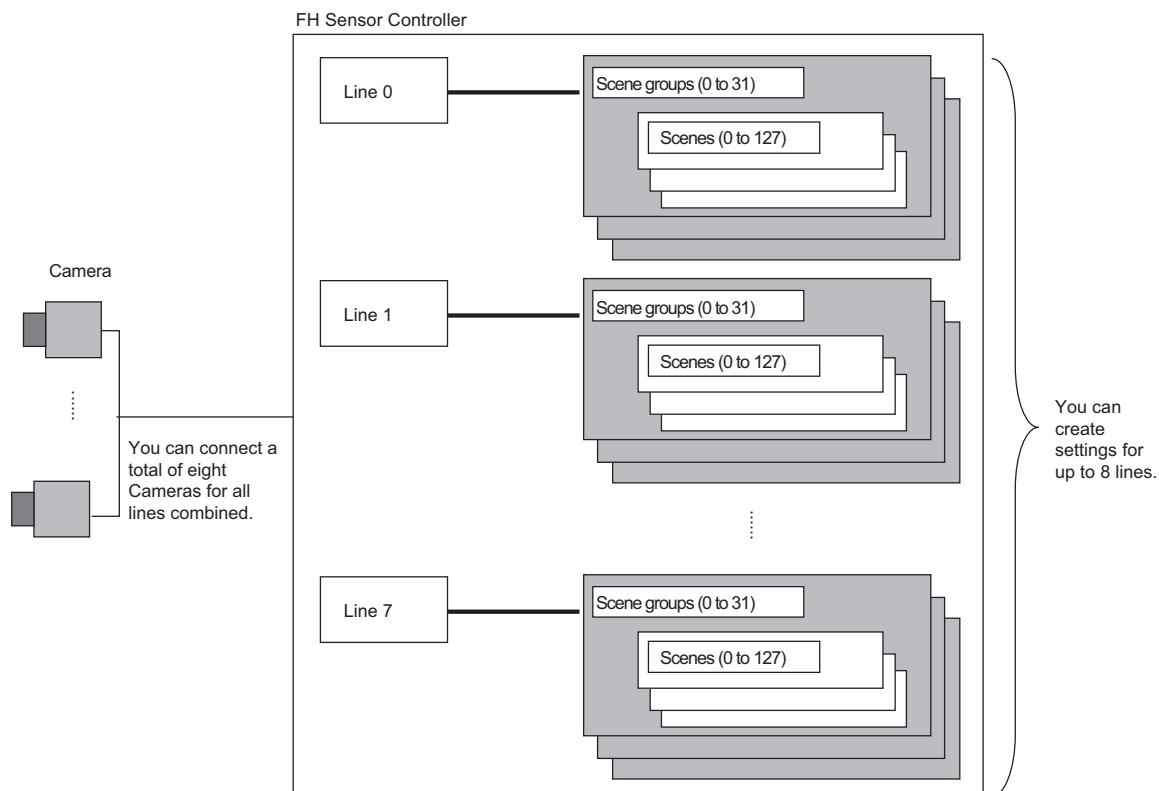 FH Sensor Controller
Line 0
Scene groups (0 to 31)
Scenes (0 to 127)
Camera
Line 1
Scene groups (0 to 31)
Scenes (0 to 127)
You can connect a
total of eight
Cameras for all
lines combined.
You can
create
settings for
up to 8 lines.
Line 7
Scene groups (0 to 31)
Scenes (0 to 127)